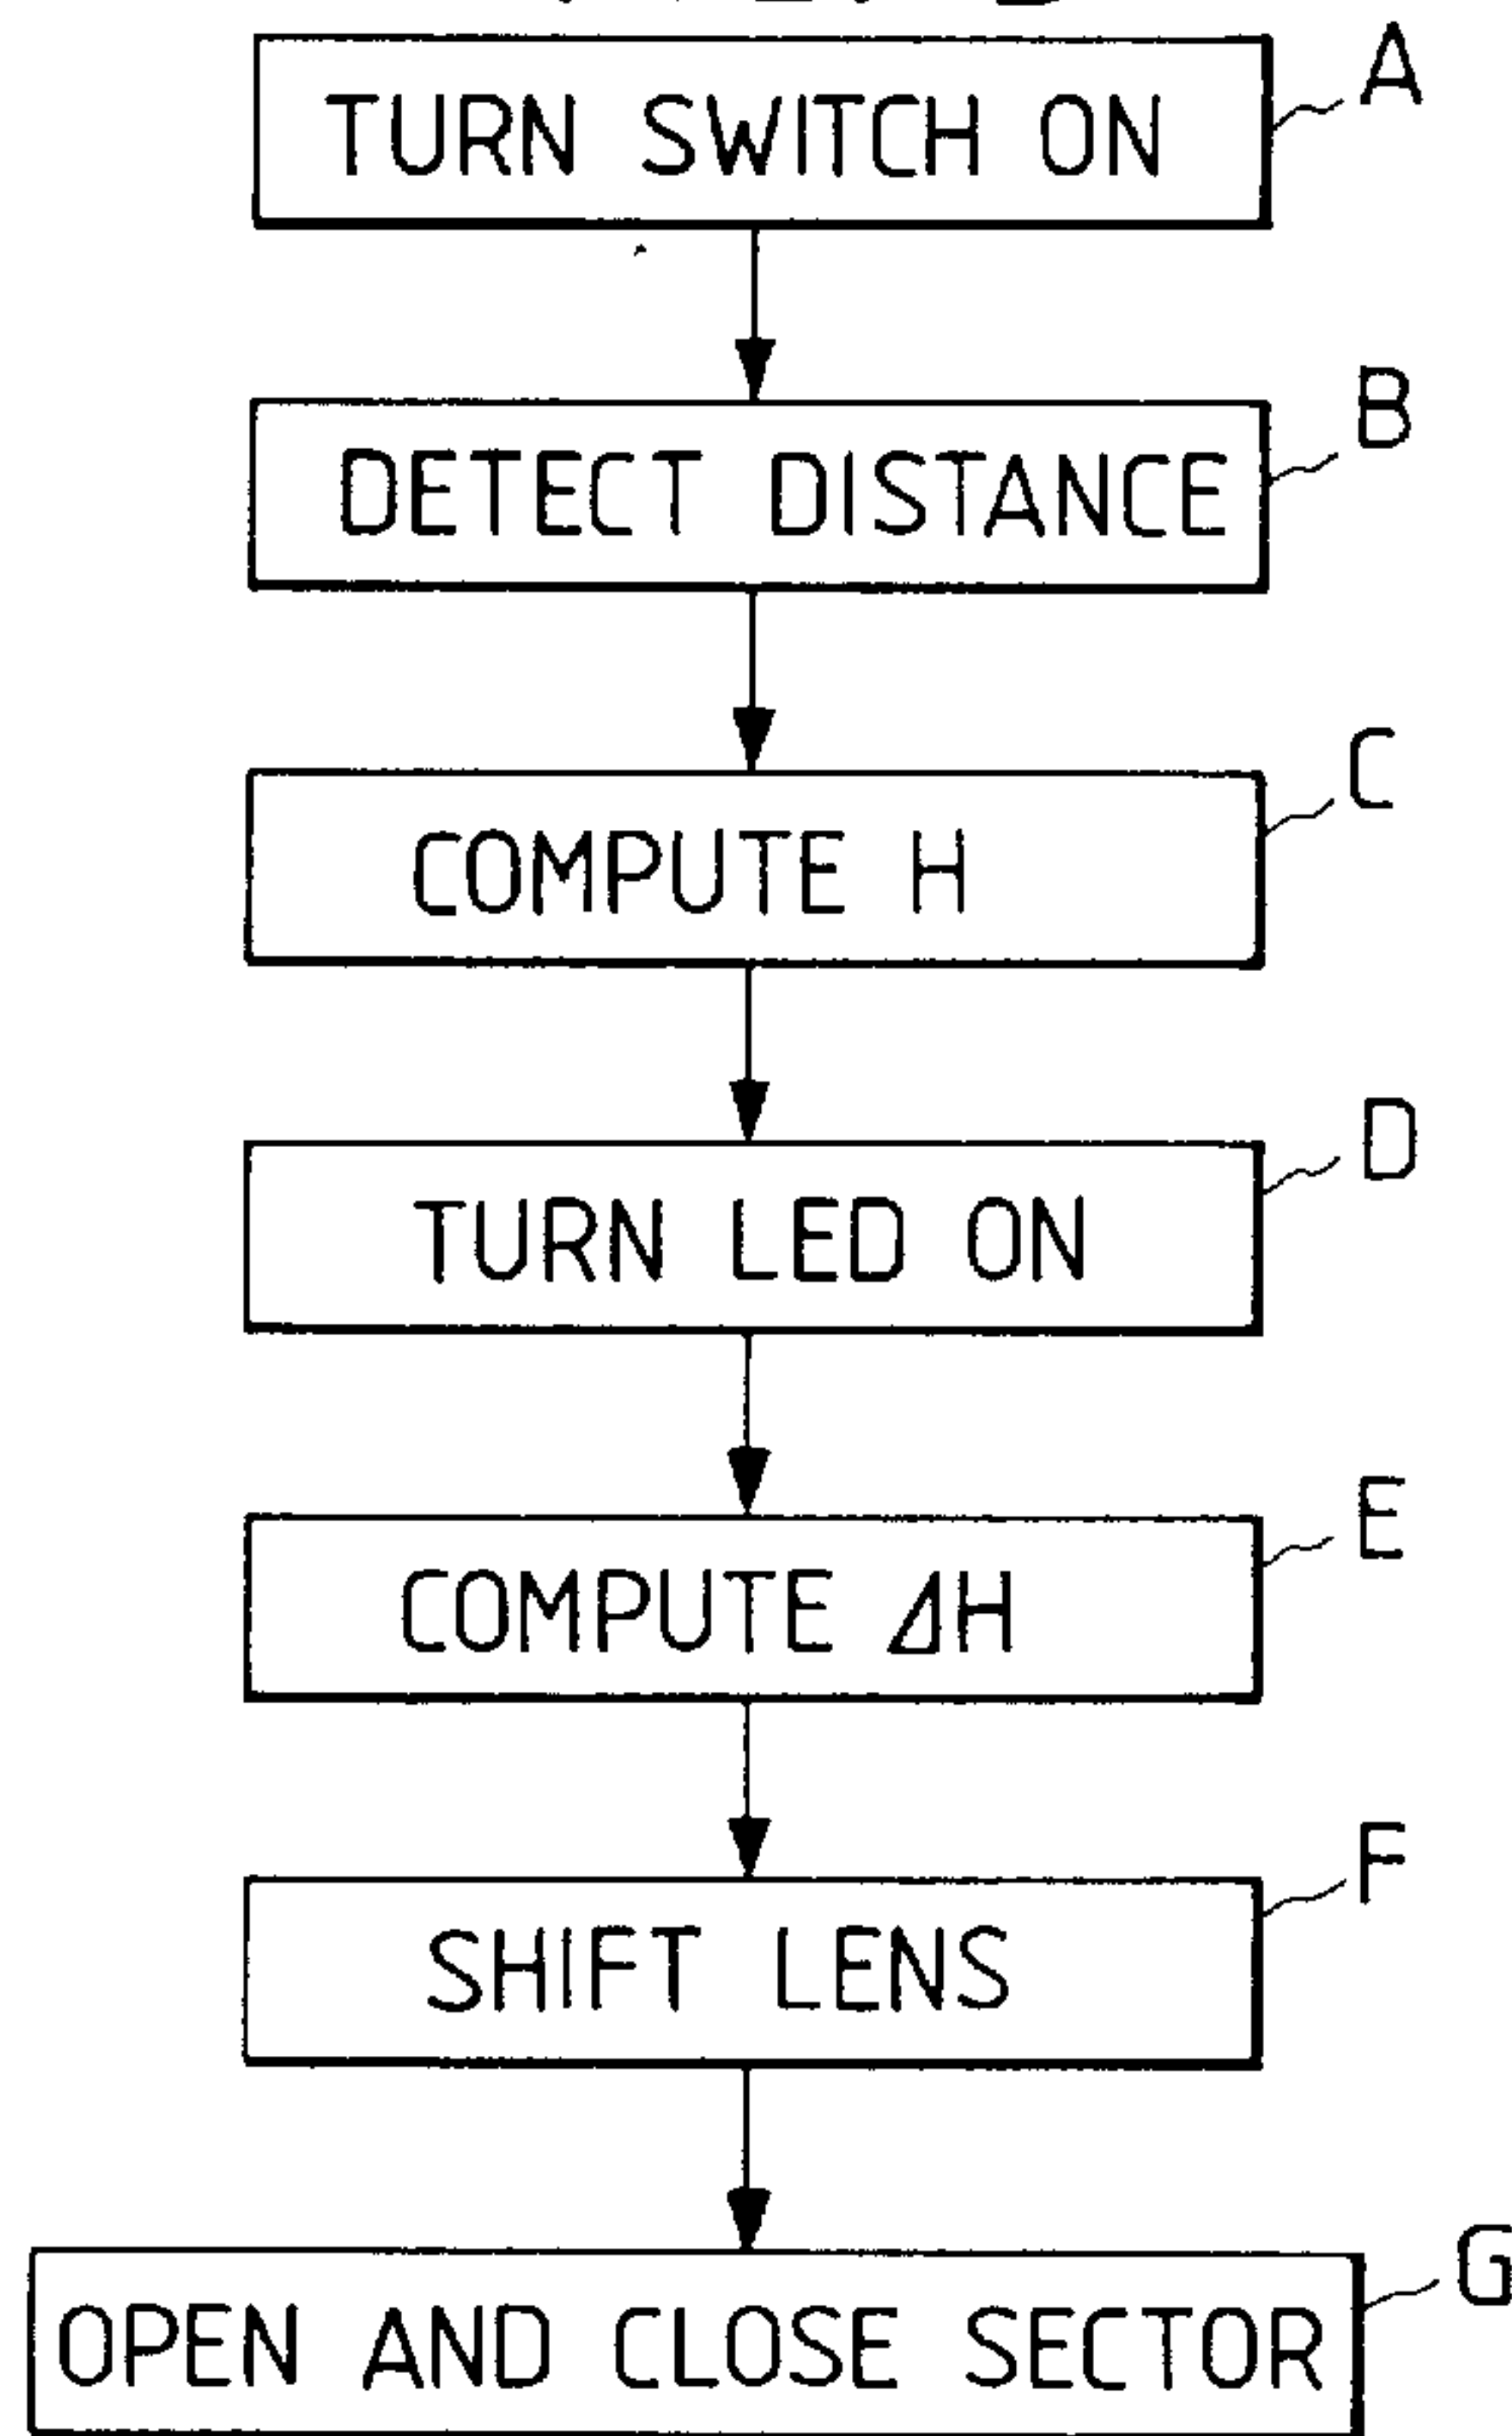 TURN SWITCH ON
A
DETECT DISTANCE
B
COMPUTE H
C
TURN LED ON
D
COMPUTE ΔH
E
SHIFT LENS
F
OPEN AND CLOSE SECTOR
G